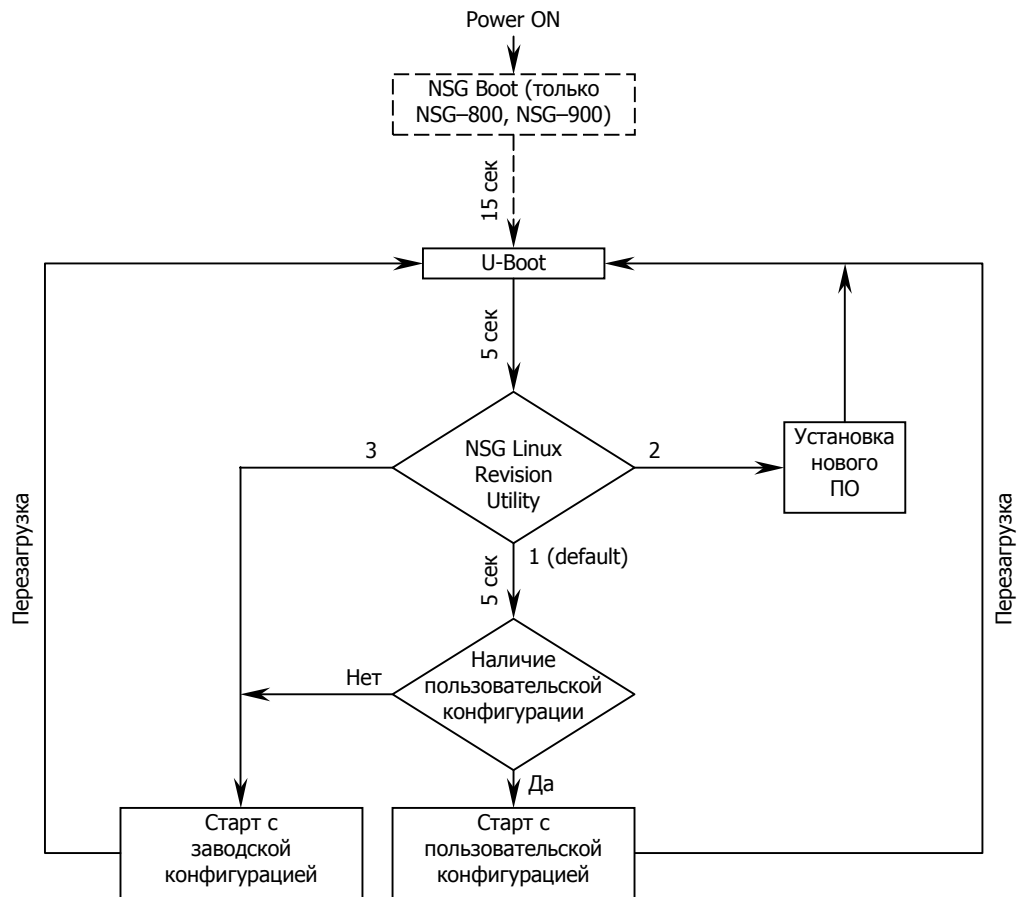 Power ON
NSG Boot (только
NSG–800, NSG–900)
15 сек
U-Boot
5 сек
3
NSG Linux
Revision
Utility
2
Установка
нового
ПО
Перезагрузка
Перезагрузка
1 (default)
5 сек
Нет
Наличие
пользовательской
конфигурации
Да
Старт с
заводской
конфигурацией
Старт с
пользовательской
конфигурацией